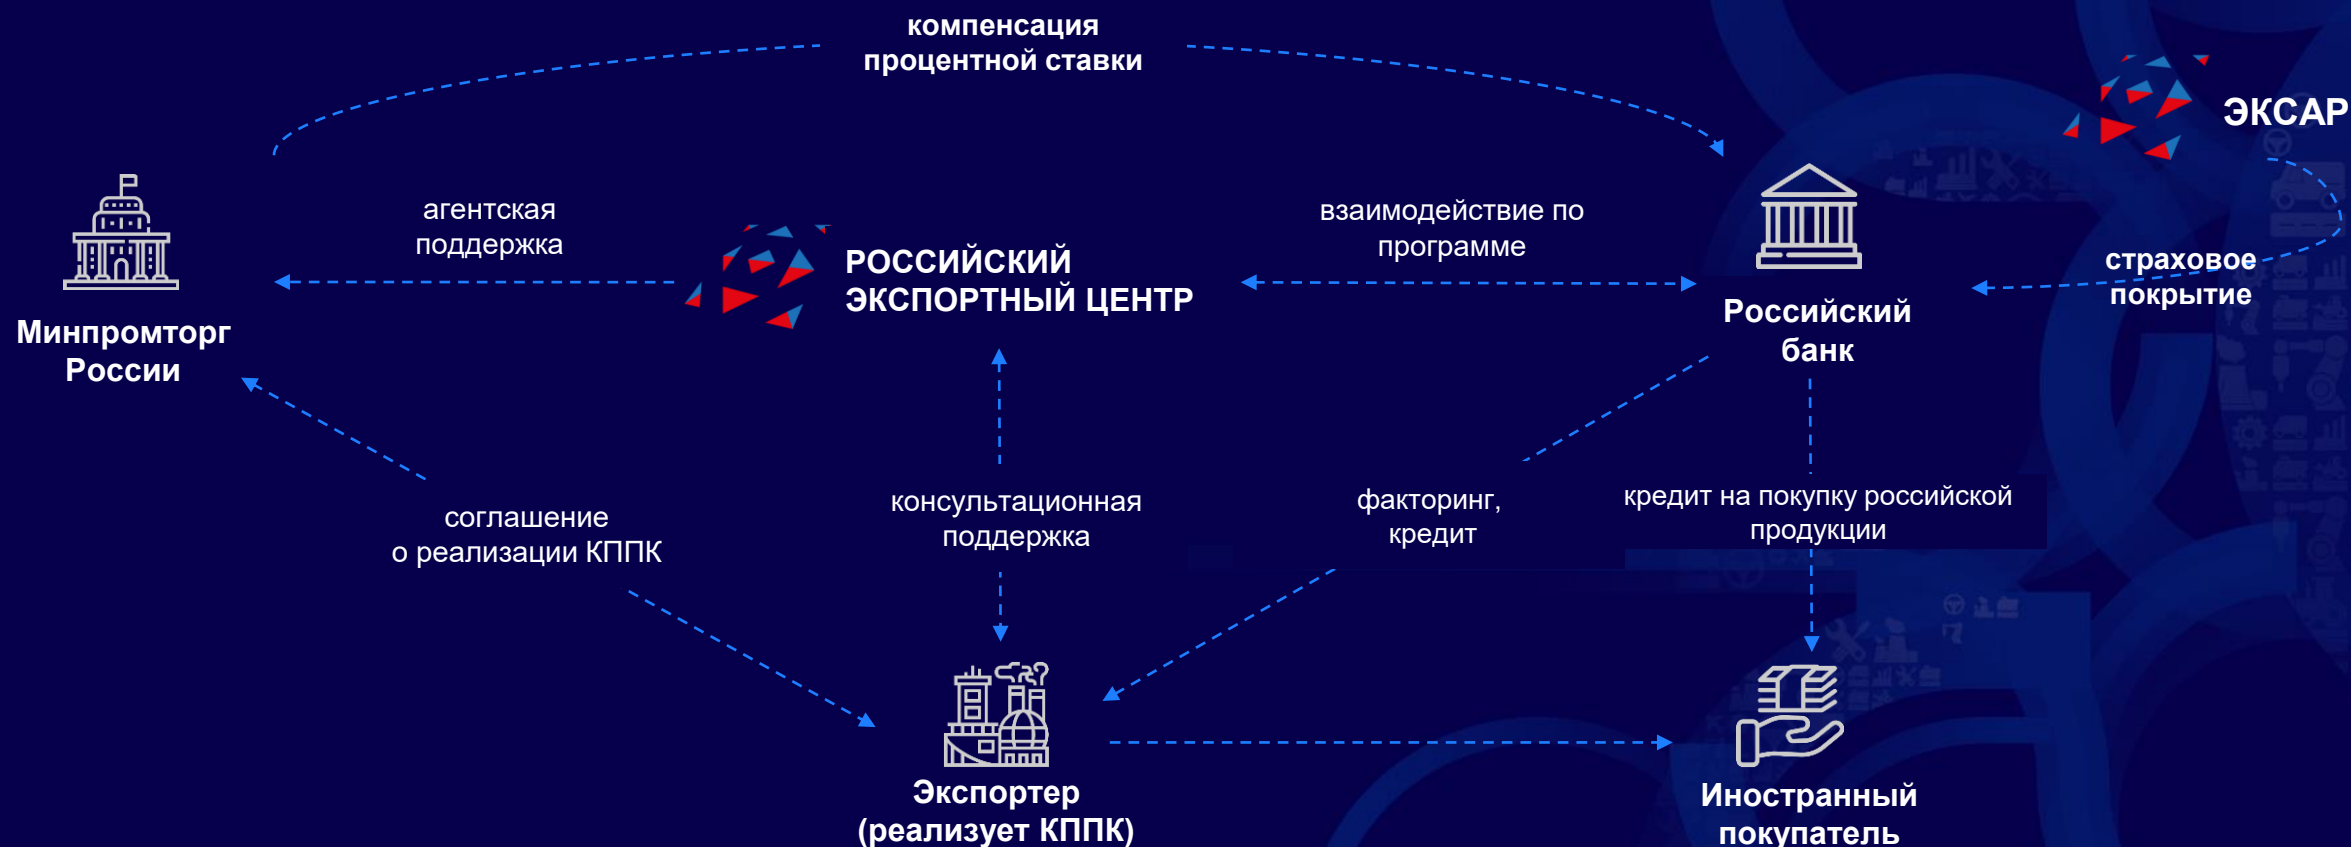 компенсация
процентной ставки
ЭКСАР
агентская
поддержка
РОССИЙСКИЙ
ЭКСПОРТНЫЙ ЦЕНТР
взаимодействие по
программе
страховое
покрытие
Минпромторг
России
Российский
банк
соглашение
о реализации КППК
консультационная
поддержка
факторинг,
кредит
кредит на покупку российской
продукции
Экспортер
(реализует КППК)
Иностранный
покупатель